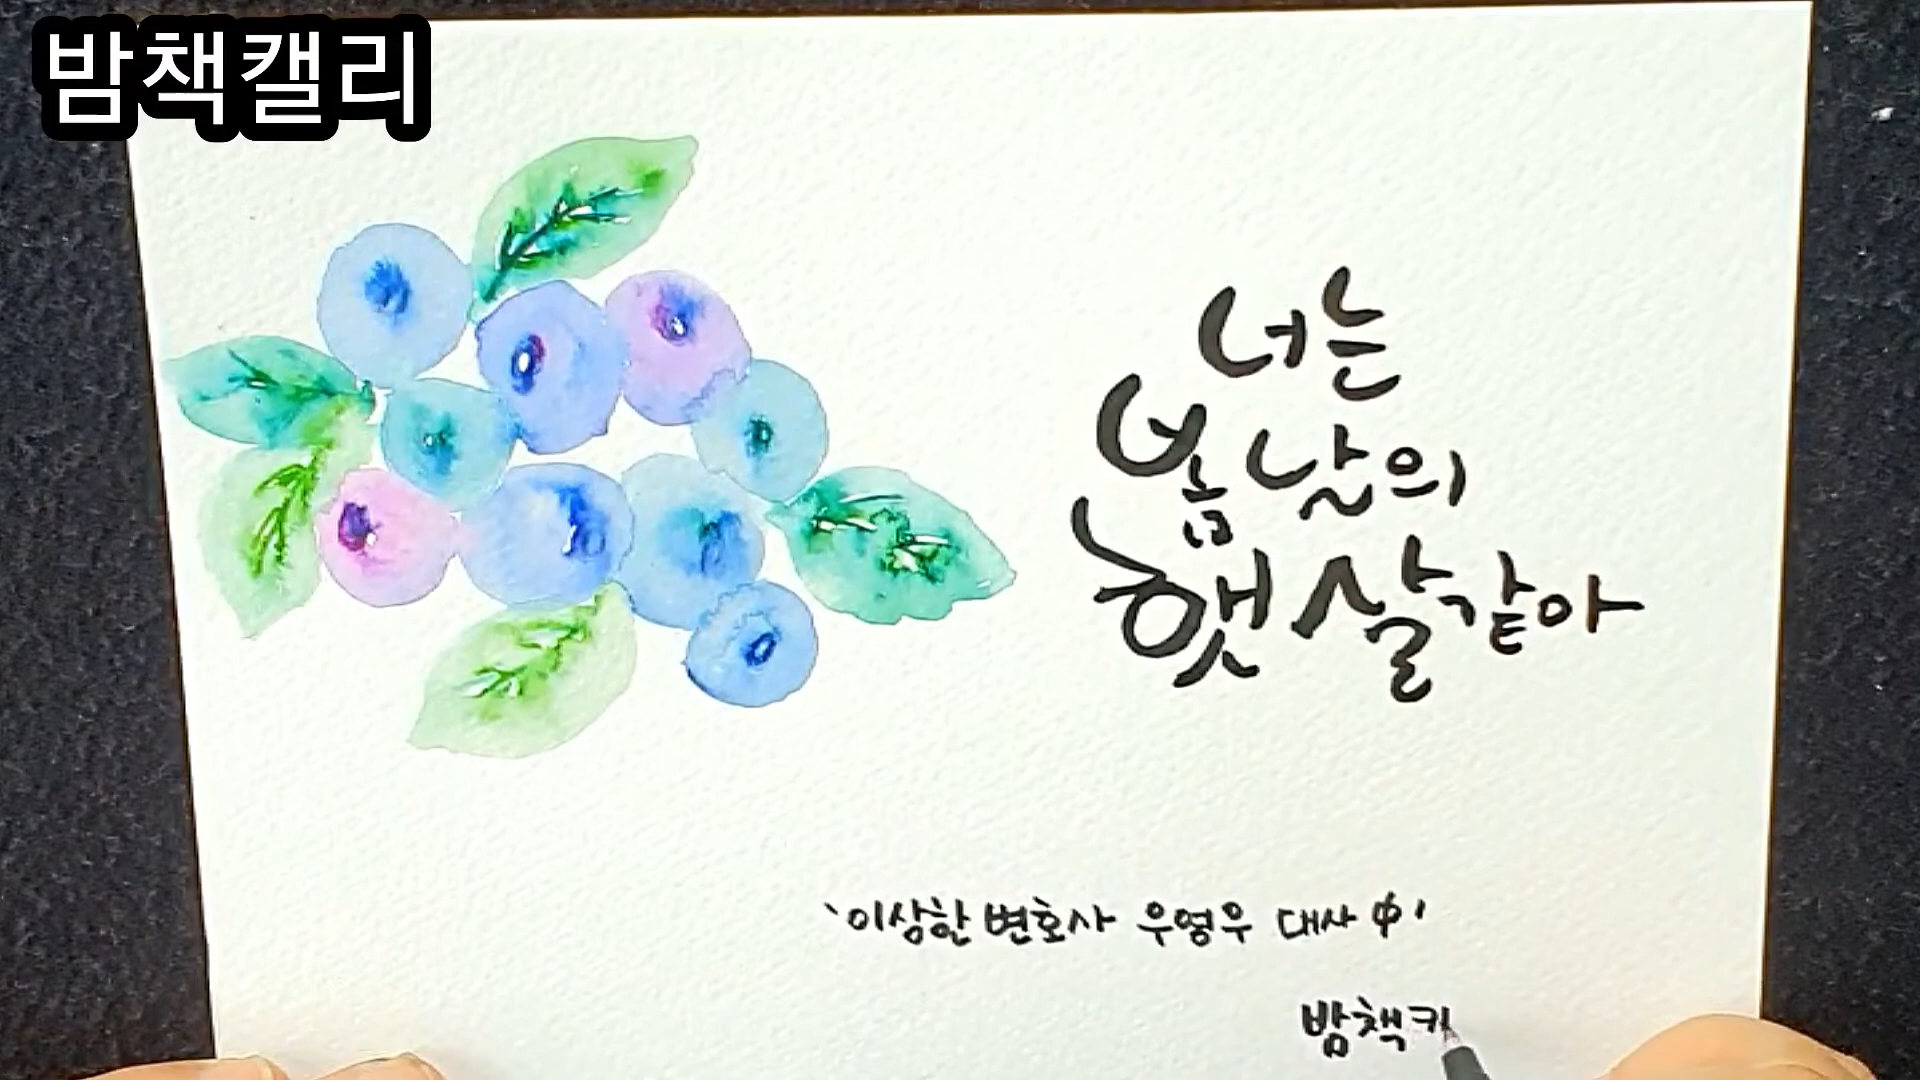 밤책캘리
너는
봄날의
햇살같아
'이상한 변호사 우영우 대사 中'
밤책카